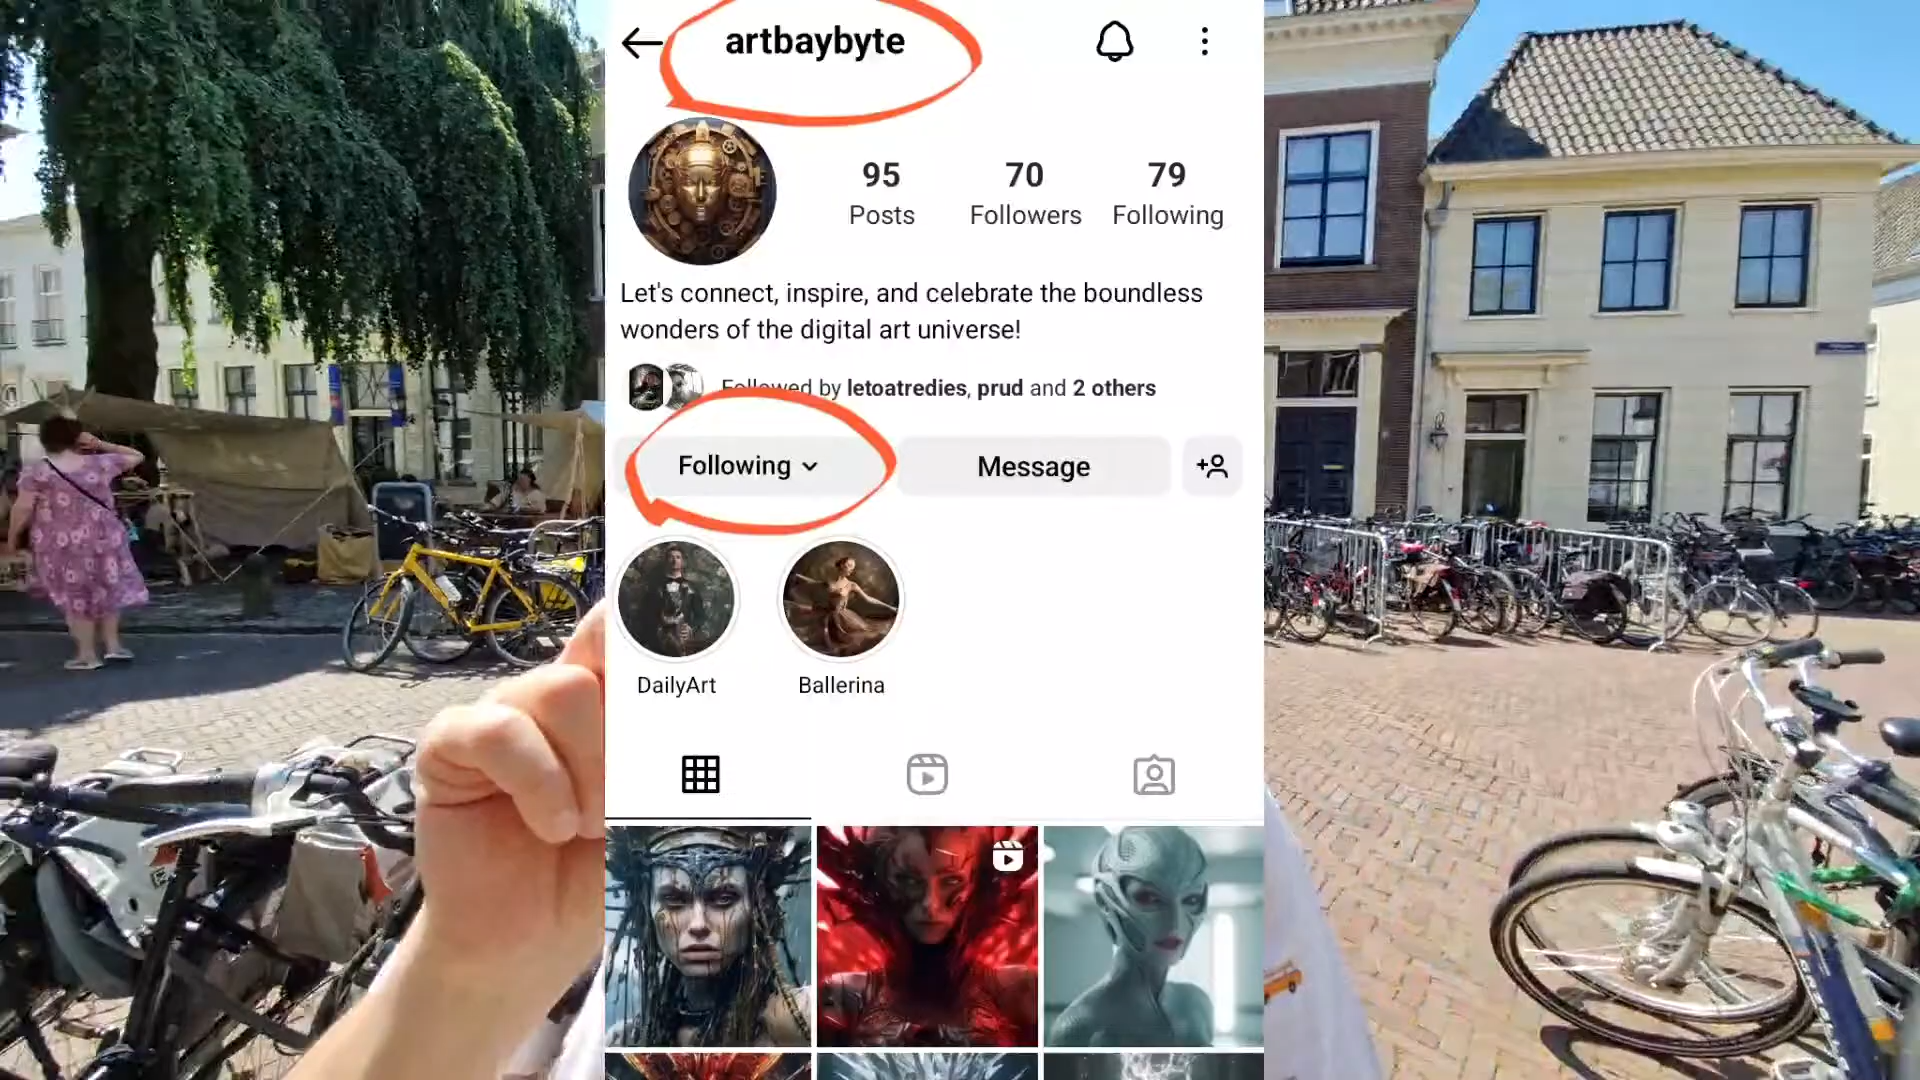 artbaybyte
95 70 79
Posts Followers Following
Let's connect, inspire, and celebrate the boundless
wonders of the digital art universe!
Followed by letoatredies, prud and 2 others
Following Message
DailyArt Ballerina